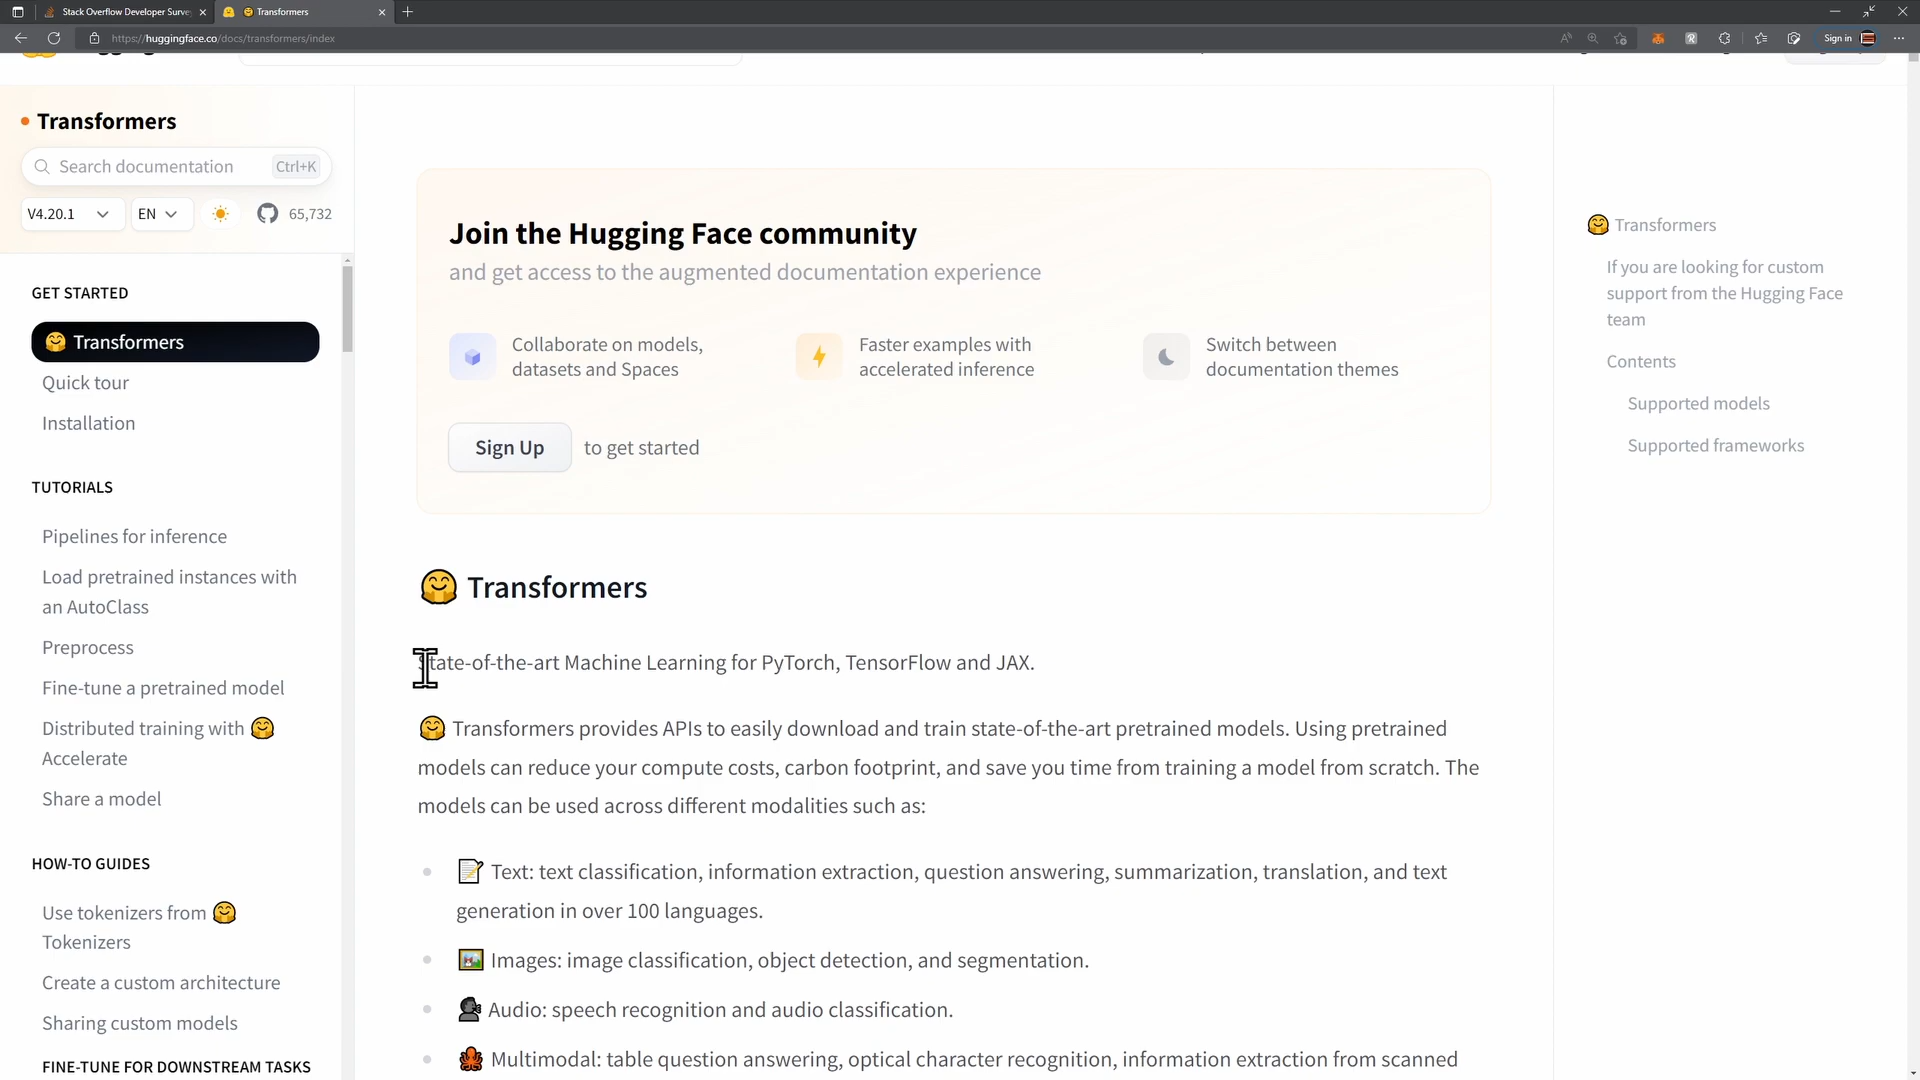 Stack Overflow Developer Surve
Transformers
https://huggingface.co/docs/transformers/index
Sign in
Transformers
Search documentation
Ctrl+K
V4.20.1
EN
65,732
GET STARTED
Transformers
Quick tour
Installation
TUTORIALS
Pipelines for inference
Load pretrained instances with
an AutoClass
Preprocess
Fine-tune a pretrained model
Distributed training with 🤗
Accelerate
Share a model
HOW-TO GUIDES
Use tokenizers from 🤗
Tokenizers
Create a custom architecture
Sharing custom models
FINE-TUNE FOR DOWNSTREAM TASKS
Join the Hugging Face community
and get access to the augmented documentation experience
Collaborate on models,
datasets and Spaces
Faster examples with
accelerated inference
Switch between
documentation themes
Sign Up to get started
🤗 Transformers
State-of-the-art Machine Learning for PyTorch, TensorFlow and JAX.
🤗 Transformers provides APIs to easily download and train state-of-the-art pretrained models. Using pretrained
models can reduce your compute costs, carbon footprint, and save you time from training a model from scratch. The
models can be used across different modalities such as:
📝 Text: text classification, information extraction, question answering, summarization, translation, and text
generation in over 100 languages.
🖼️ Images: image classification, object detection, and segmentation.
🗣️ Audio: speech recognition and audio classification.
🐙 Multimodal: table question answering, optical character recognition, information extraction from scanned
🤗 Transformers
If you are looking for custom
support from the Hugging Face
team
Contents
Supported models
Supported frameworks